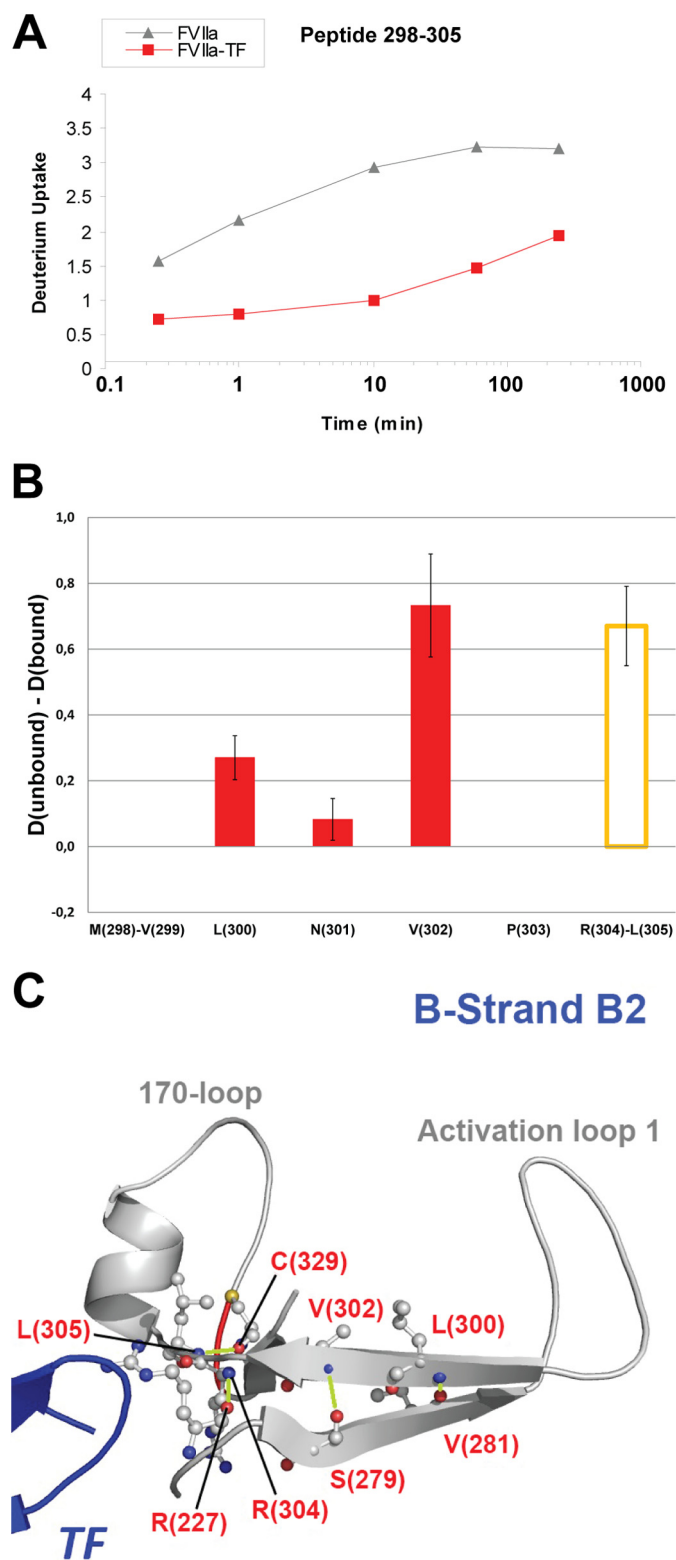 A
FVIIa
FVIIa-TF
Peptide 298-305
4
3.5
3
2.5
2
1.5
1
0.5
0
Deuterium Uptake
0.1 1 10 100 1000
Time (min)
B
1,0
0,8
0,6
0,4
0,2
0,0
-0,2
D(unbound) - D(bound)
M(298)-V(299) L(300) N(301) V(302) P(303) R(304)-L(305)
C
B-Strand B2
170-loop
Activation loop 1
C(329)
V(302)
L(300)
L(305)
V(281)
S(279)
R(304)
R(227)
TF